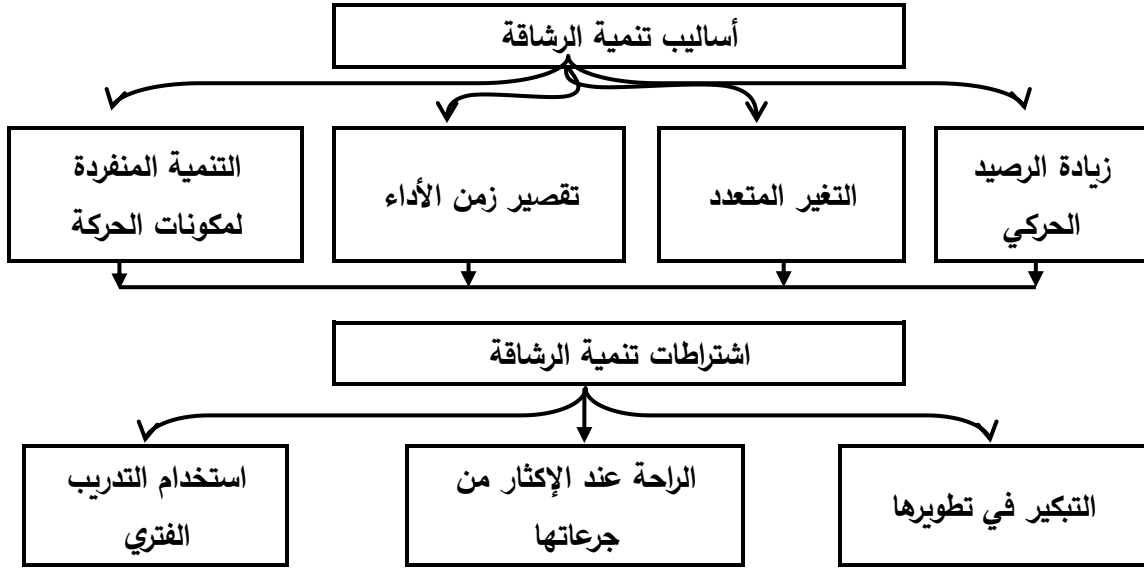 أساليب تنمية الرشاقة
زيادة الرصيد
الحركي
التغير المتعدد
تقصير زمن الأداء
التنمية المنفردة
لمكونات الحركة
اشتراطات تنمية الرشاقة
التبكير في تطويرها
الراحة عند الإكثار من
جرعاتها
استخدام التدريب
الفتري